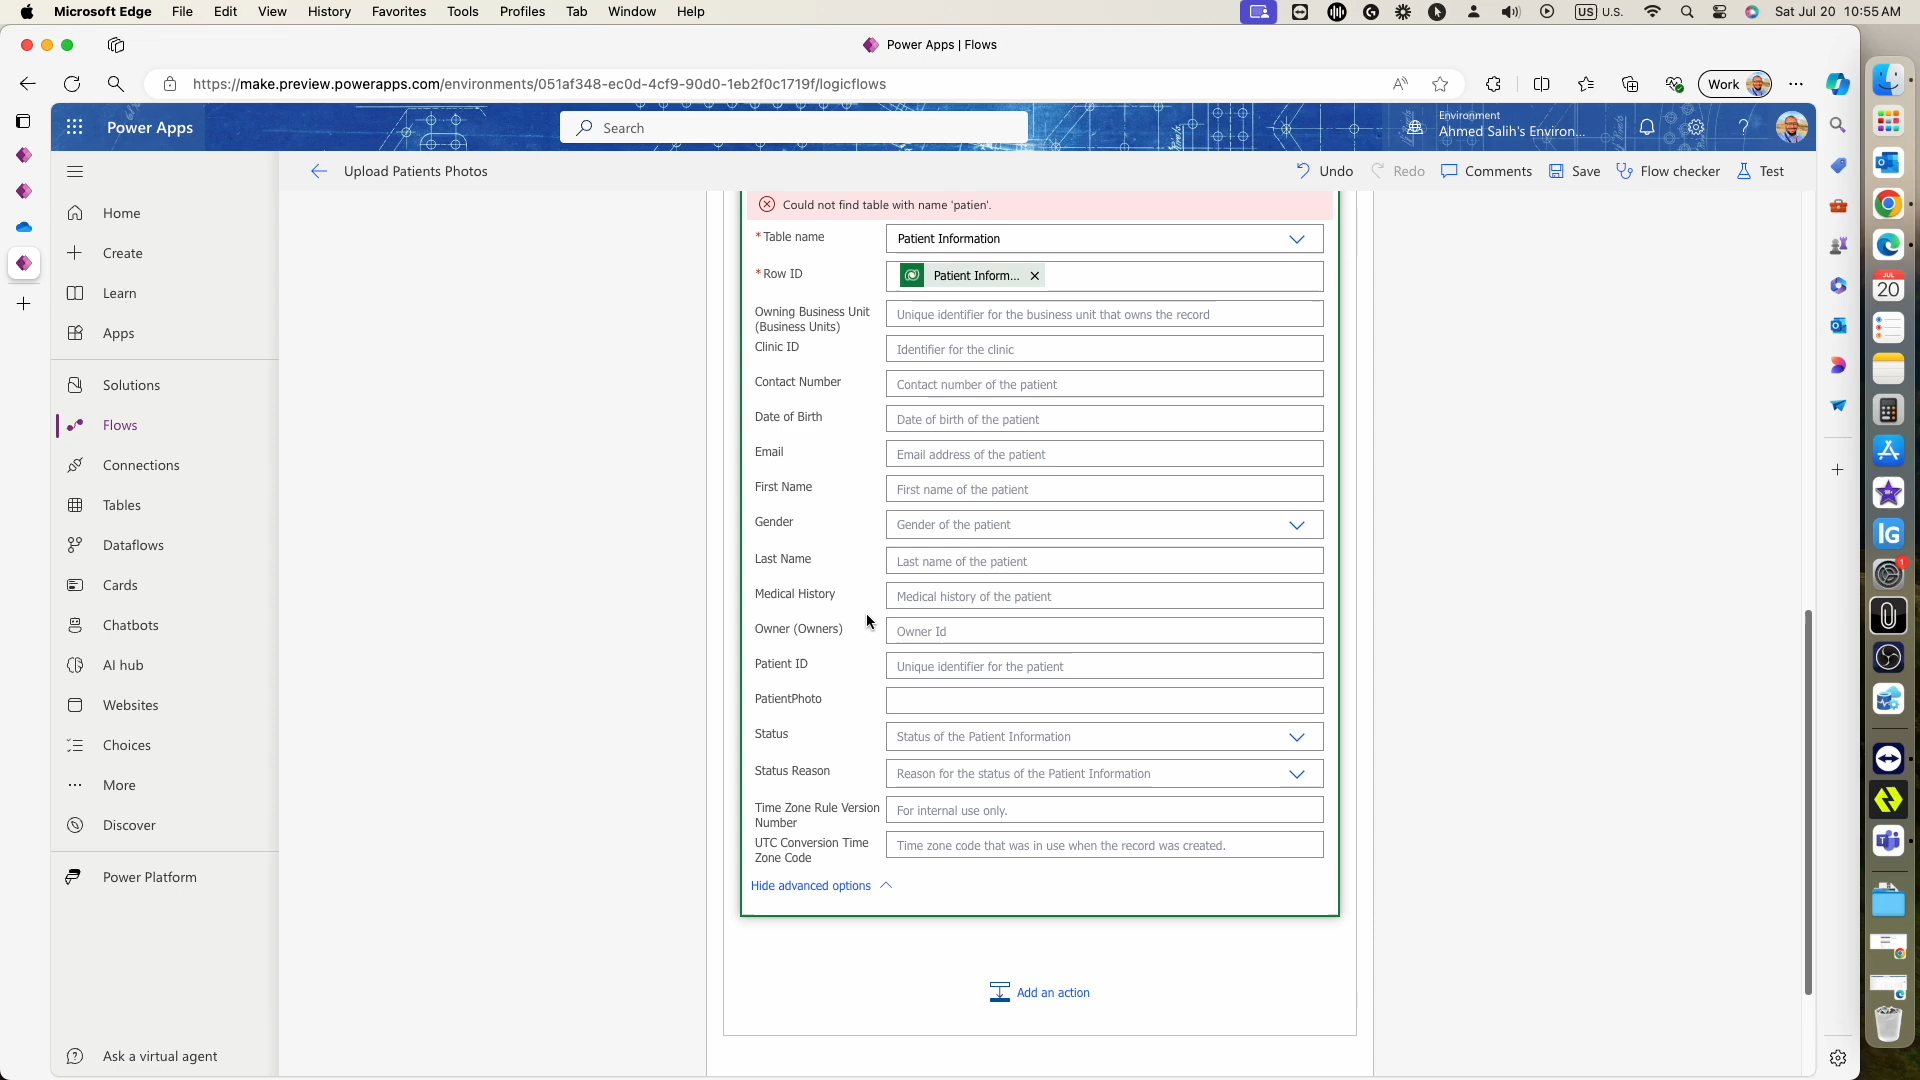 Microsoft Edge File Edit View History Favorites Tools Profiles Tab Window Help US U.S. Sat Jul 20 10:55 AM
Power Apps | Flows
https://make.preview.powerapps.com/environments/051af348-ec0d-4cf9-90d0-1eb2f0c1719f/logicflows
Work
Power Apps
Search
Environment
Ahmed Salih's Environ...
Upload Patients Photos
Undo Redo Comments Save Flow checker Test
Home
Create
Learn
Apps
Solutions
Flows
Connections
Tables
Dataflows
Cards
Chatbots
AI hub
Websites
Choices
More
Discover
Power Platform
Ask a virtual agent
Could not find table with name 'patien'.
* Table name Patient Information
* Row ID Patient Inform...
Owning Business Unit
(Business Units)
Unique identifier for the business unit that owns the record
Clinic ID Identifier for the clinic
Contact Number Contact number of the patient
Date of Birth Date of birth of the patient
Email Email address of the patient
First Name First name of the patient
Gender Gender of the patient
Last Name Last name of the patient
Medical History Medical history of the patient
Owner (Owners) Owner Id
Patient ID Unique identifier for the patient
PatientPhoto
Status Status of the Patient Information
Status Reason Reason for the status of the Patient Information
Time Zone Rule Version
Number
For internal use only.
UTC Conversion Time
Zone Code
Time zone code that was in use when the record was created.
Hide advanced options
Add an action
JUL
20
Ig
1